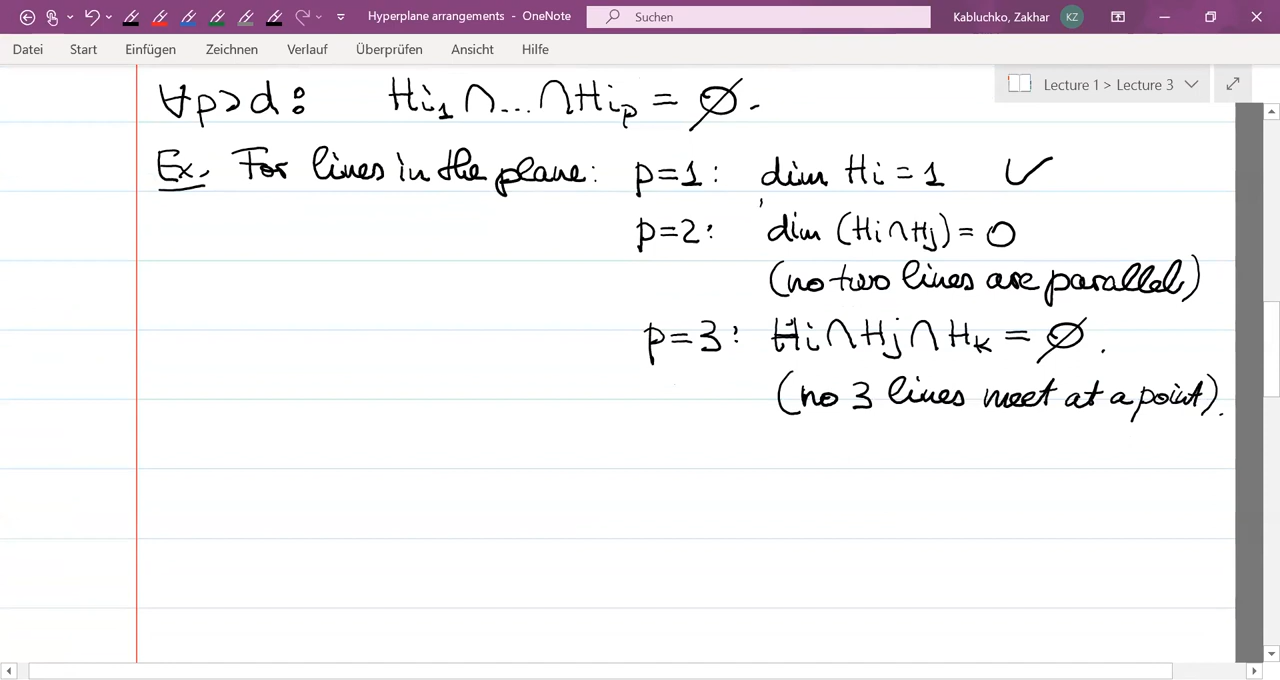 Hyperplane arrangements - OneNote
Suchen
Kabluchko, Zakhar
KZ
Datei Start Einfügen Zeichnen Verlauf Überprüfen Ansicht Hilfe
Lecture 1 > Lecture 3
∀p>d: Hi₁ ∩ ... ∩ Hiₚ = ∅.
Ex. For lines in the plane: p=1: dim Hi = 1 ✓
p=2: dim (Hi∩Hj) = 0
(no two lines are parallel)
p=3: Hi∩Hj∩Hk = ∅.
(no 3 lines meet at a point).